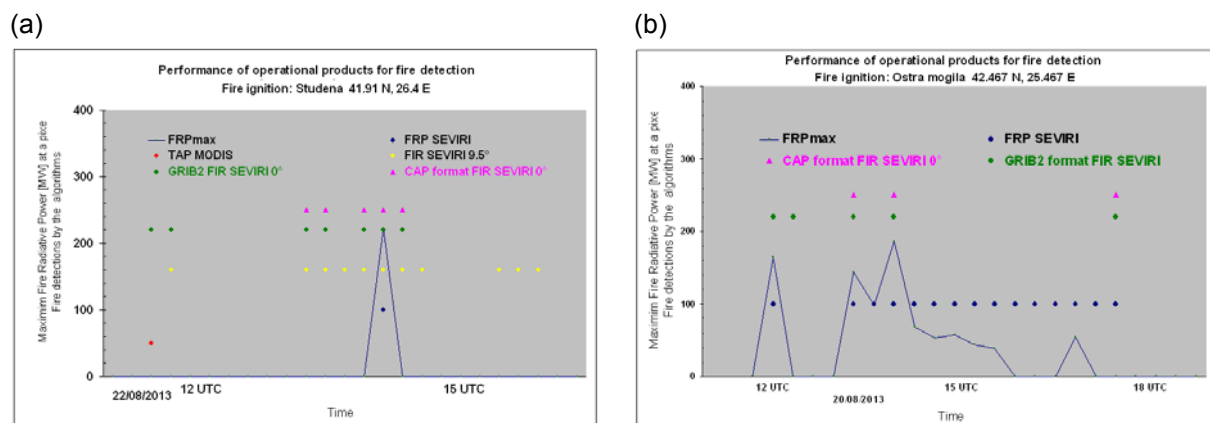 (a)
Performance of operational products for fire detection
Fire ignition: Studena 41.91 N, 26.4 E
Maximim Fire Radiative Power [MW] at a pixe
Fire detections by the algorithms
400
300
200
100
0
FRPmax
FRP SEVIRI
TAP MODIS
FIR SEVIRI 9.5°
GRIB2 FIR SEVIRI 0°
CAP format FIR SEVIRI 0°
22/08/2013
12 UTC
15 UTC
Time
(b)
Performance of operational products for fire detection
Fire ignition: Ostra mogila 42.467 N, 25.467 E
Maximim Fire Radiative Power [MW] at a pixe
Fire detections by the algorithms
400
300
200
100
0
FRPmax
FRP SEVIRI
CAP format FIR SEVIRI 0°
GRIB2 format FIR SEVIRI
12 UTC
15 UTC
18 UTC
20.08/2013
Time